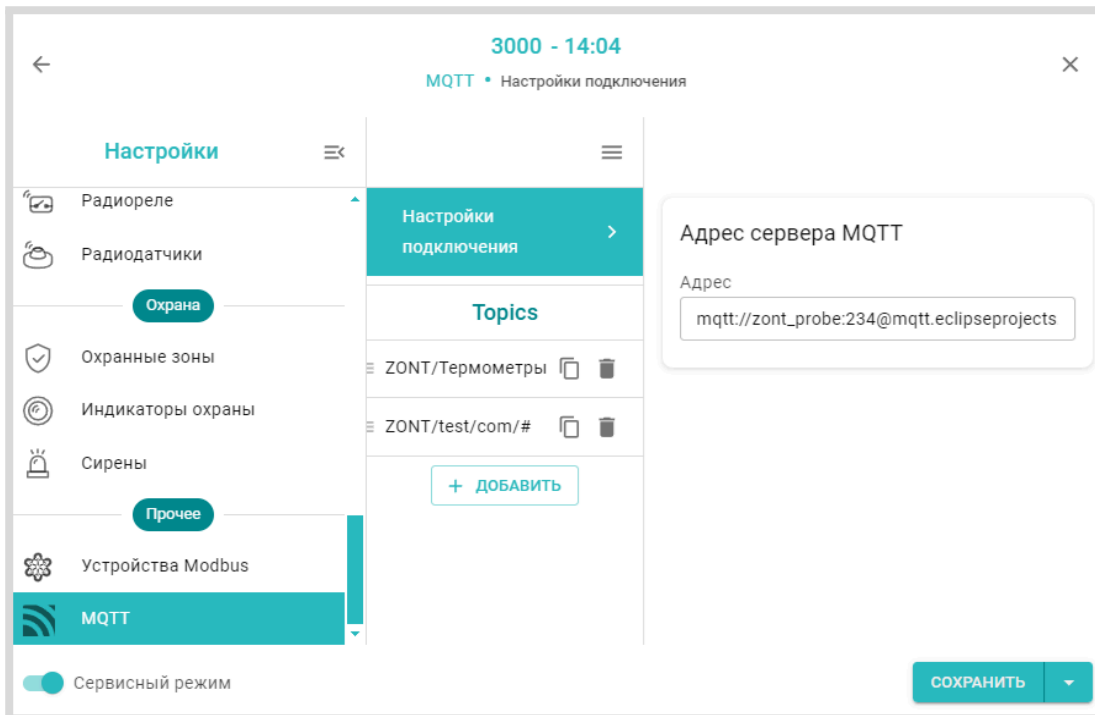 3000 - 14:04
MQTT • Настройки подключения
Настройки
Радиореле
Радиодатчики
Охрана
Охранные зоны
Индикаторы охраны
Сирены
Прочее
Устройства Modbus
MQTT
Настройки
подключения
Topics
ZONT/Термометры
ZONT/test/com/#
+ ДОБАВИТЬ
Адрес сервера MQTT
Адрес
mqtt://zont_probe:234@mqtt.eclipseprojects
Сервисный режим
СОХРАНИТЬ